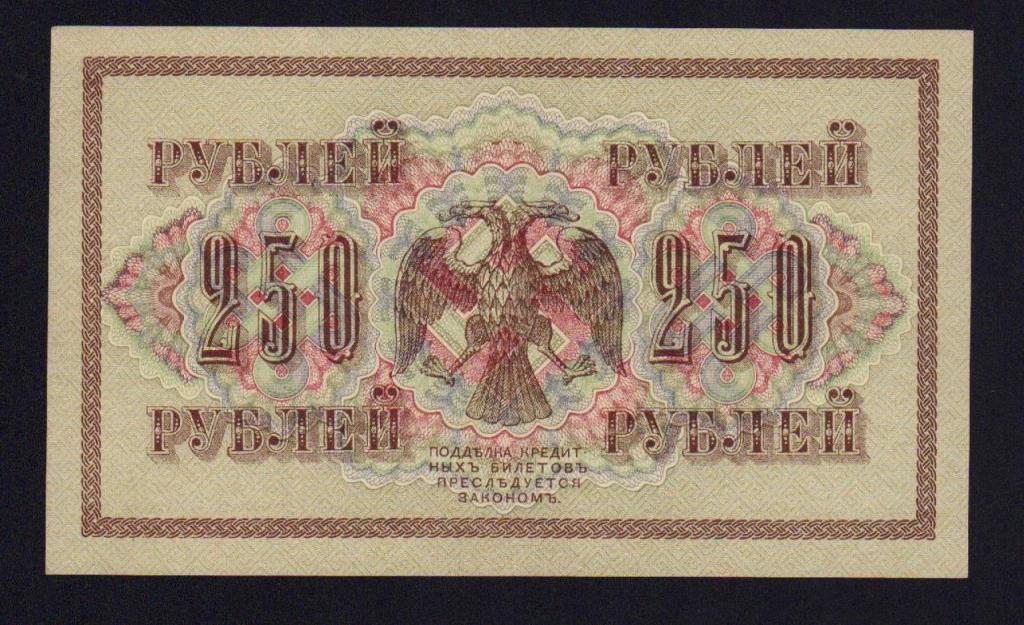 РУБЛЕЙ РУБЛЕЙ
250 250
РУБЛЕЙ РУБЛЕЙ
ПОДДѢЛКА КРЕДИТ-
НЫХЪ БИЛЕТОВЪ
ПРЕСЛѢДУЕТСЯ
ЗАКОНОМЪ.